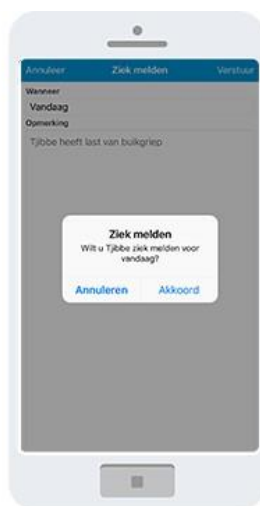 Annuleer Ziek melden Verstuur
Wanneer
Vandaag
Opmerking
Tjibbe heeft last van buikgriep
Ziek melden
Wilt u Tjibbe ziek melden voor
vandaag?
Annuleren Akkoord